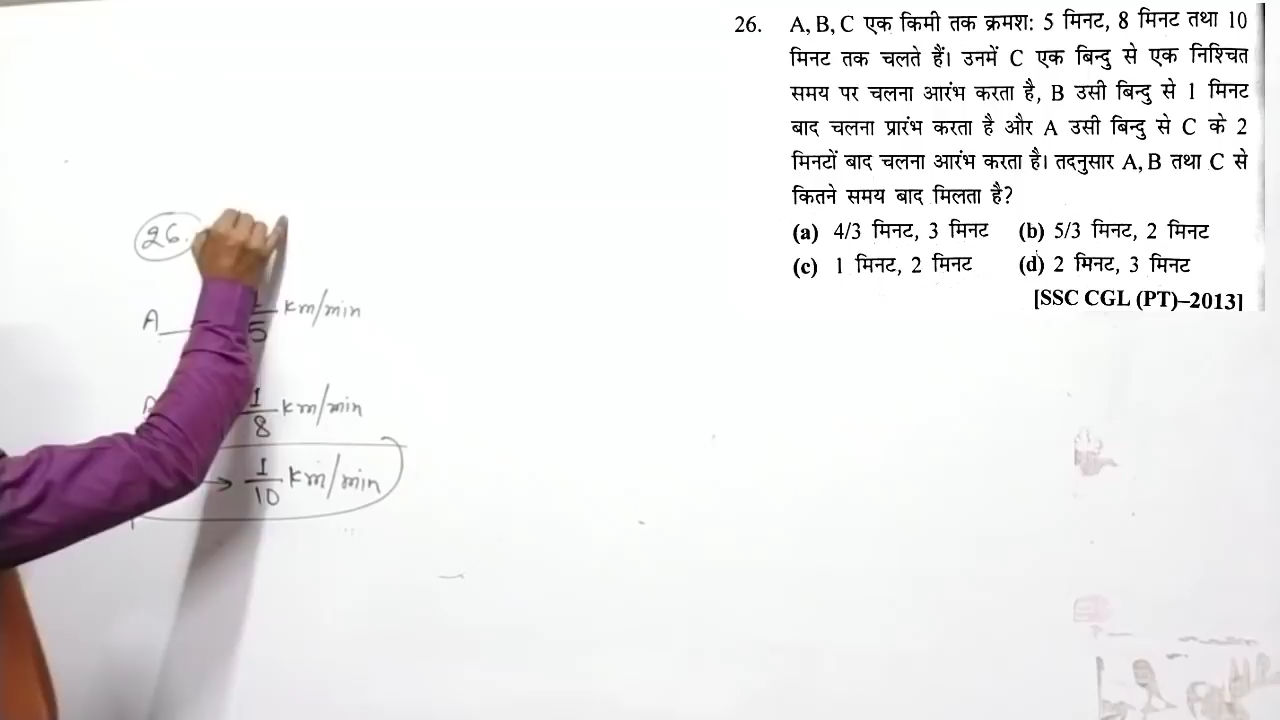 26. A, B, C एक किमी तक क्रमश: 5 मिनट, 8 मिनट तथा 10
मिनट तक चलते हैं। उनमें C एक बिन्दु से एक निश्चित
समय पर चलना आरंभ करता है, B उसी बिन्दु से 1 मिनट
बाद चलना प्रारंभ करता है और A उसी बिन्दु से C के 2
मिनटों बाद चलना आरंभ करता है। तदनुसार A, B तथा C से
कितने समय बाद मिलता है?
(a) 4/3 मिनट, 3 मिनट (b) 5/3 मिनट, 2 मिनट
(c) 1 मिनट, 2 मिनट (d) 2 मिनट, 3 मिनट
[SSC CGL (PT)–2013]
26.
A 1/5 km/min
1/8 km/min
→ 1/10 km/min